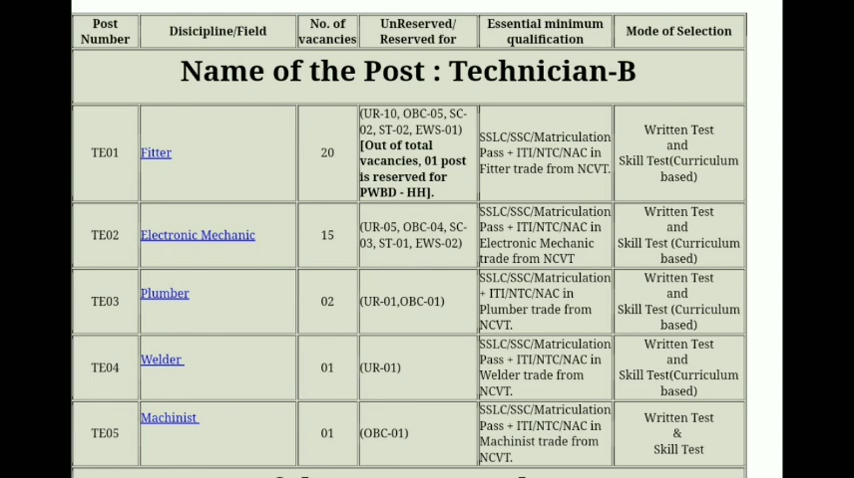 Post Number
Disicipline/Field
No. of vacancies
UnReserved/ Reserved for
Essential minimum qualification
Mode of Selection
Name of the Post : Technician-B
TE01
Fitter
20
(UR-10, OBC-05, SC-
02, ST-02, EWS-01)
[Out of total
vacancies, 01 post
is reserved for
PWBD - HH].
SSLC/SSC/Matriculation
Pass + ITI/NTC/NAC in
Fitter trade from NCVT.
Written Test
and
Skill Test(Curriculum
based)
TE02
Electronic Mechanic
15
(UR-05, OBC-04, SC-
03, ST-01, EWS-02)
SSLC/SSC/Matriculation
Pass + ITI/NTC/NAC in
Electronic Mechanic
trade from NCVT
Written Test
and
Skill Test (Curriculum
based)
TE03
Plumber
02
(UR-01,OBC-01)
SSLC/SSC/Matriculation
+ ITI/NTC/NAC in
Plumber trade from
NCVT.
Written Test
and
Skill Test (Curriculum
based)
TE04
Welder
01
(UR-01)
SSLC/SSC/Matriculation
Pass + ITI/NTC/NAC in
Welder trade from
NCVT.
Written Test
and
Skill Test(Curriculum
based)
TE05
Machinist
01
(OBC-01)
SSLC/SSC/Matriculation
Pass + ITI/NTC/NAC in
Machinist trade from
NCVT.
Written Test
&
Skill Test